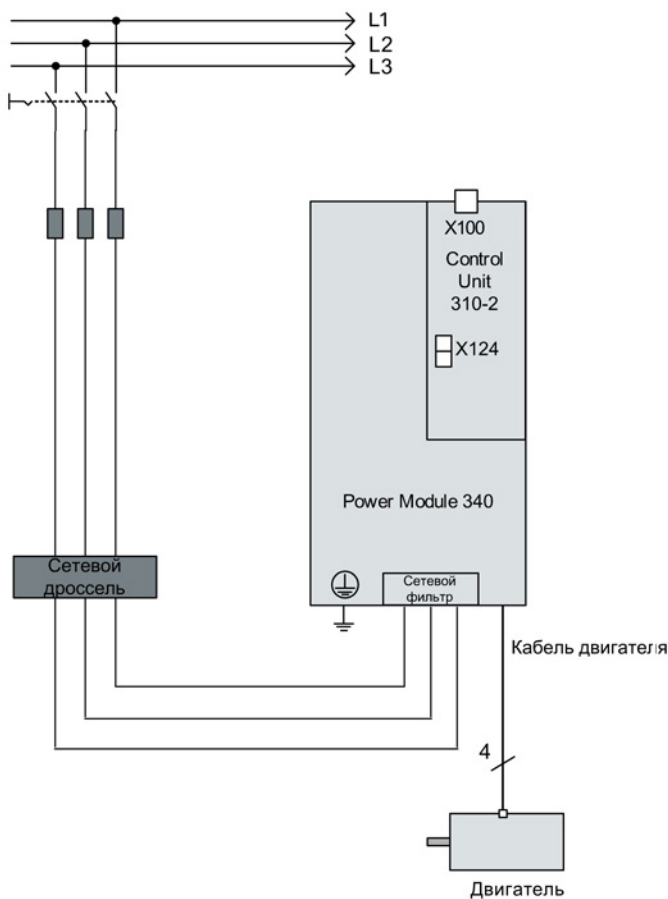 L1
L2
L3
X100
Control
Unit
310-2
X124
Power Module 340
Сетевой
дроссель
Сетевой
фильтр
Кабель двигателя
4
Двигатель